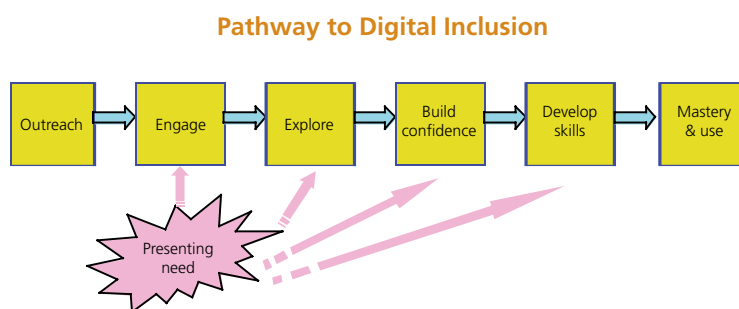 Pathway to Digital Inclusion
Outreach
Engage
Explore
Build
confidence
Develop
skills
Mastery
& use
Presenting
need